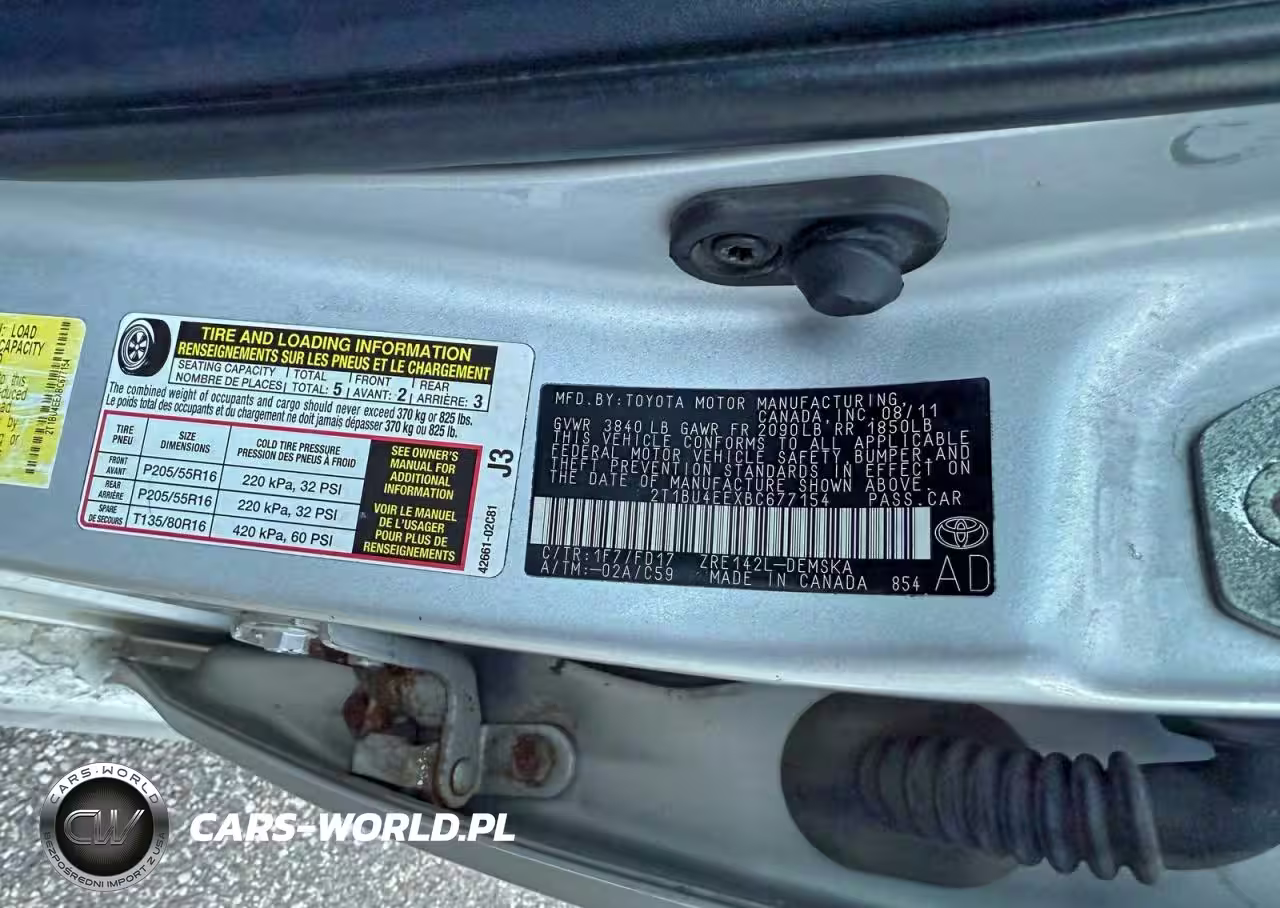 : LOAD
CAPACITY
2T1BU4EEXBC677154
TIRE AND LOADING INFORMATION
RENSEIGNEMENTS SUR LES PNEUS ET LE CHARGEMENT
SEATING CAPACITY TOTAL FRONT REAR
NOMBRE DE PLACES TOTAL: 5 AVANT: 2 ARRIÈRE: 3
The combined weight of occupants and cargo should never exceed 370 kg or 825 lbs.
Le poids total des occupants et du chargement ne doit jamais dépasser 370 kg or 825 lb.
TIRE PNEU
SIZE DIMENSIONS
COLD TIRE PRESSURE PRESSION DES PNEUS À FROID
FRONT AVANT P205/55R16 220 kPa, 32 PSI
REAR ARRIÈRE P205/55R16 220 kPa, 32 PSI
SPARE DE SECOURS T135/80R16 420 kPa, 60 PSI
SEE OWNER'S
MANUAL FOR
ADDITIONAL
INFORMATION
VOIR LE MANUEL
DE L'USAGER
POUR PLUS DE
RENSEIGNEMENTS
J3
42661-02C81
MFD.BY:TOYOTA MOTOR MANUFACTURING,
CANADA, INC. 08/11
GVWR 3840 LB GAWR FR 2090LB RR 1850LB
THIS VEHICLE CONFORMS TO ALL APPLICABLE
FEDERAL MOTOR VEHICLE SAFETY, BUMPER AND
THEFT PREVENTION STANDARDS IN EFFECT ON
THE DATE OF MANUFACTURE SHOWN ABOVE
2T1BU4EEXBC677154 PASS.CAR
C/TR:1F7/FD17 ZRE142L-DEMSKA
A/TM:-02A/C59 MADE IN CANADA 854
AD
CARS-WORLD
CW
BEZPOŚREDNI IMPORT Z USA
CARS-WORLD.PL